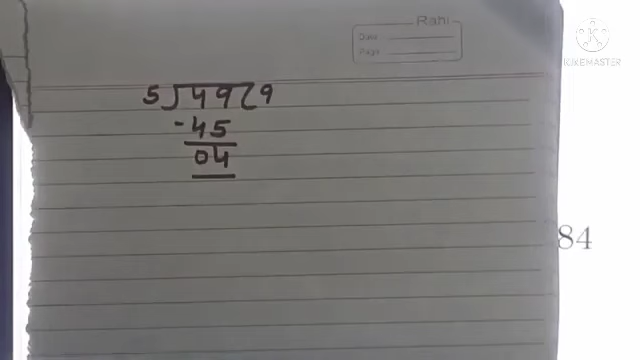 Rahi
Date
Page
KINEMASTER
5)49(9
-45
04
84